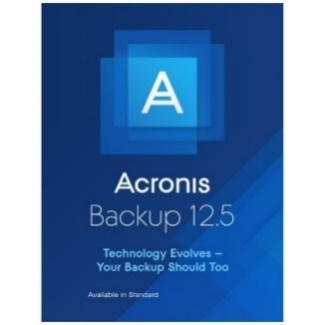 A
Acronis
Backup 12.5
Technology Evolves –
Your Backup Should Too
Available in Standard